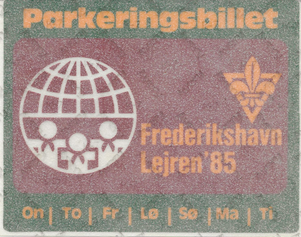 Parkeringsbillet
Frederikshavn
Lejren'85
On | TO | Fr | Lø | Sø | Ma | Ti